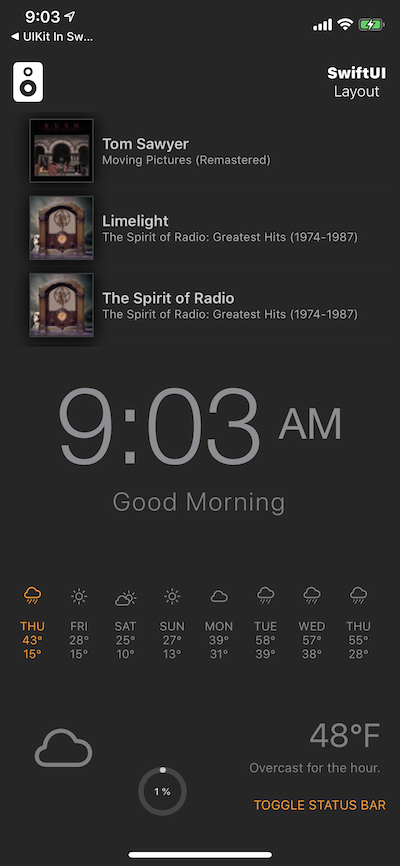 9:03
◀ UIKit In Sw...
SwiftUI
Layout
Tom Sawyer
Moving Pictures (Remastered)
Limelight
The Spirit of Radio: Greatest Hits (1974-1987)
The Spirit of Radio
The Spirit of Radio: Greatest Hits (1974-1987)
9:03 AM
Good Morning
THU FRI SAT SUN MON TUE WED THU
43° 28° 25° 27° 39° 58° 57° 55°
15° 15° 10° 13° 31° 39° 38° 28°
48°F
Overcast for the hour.
1 %
TOGGLE STATUS BAR